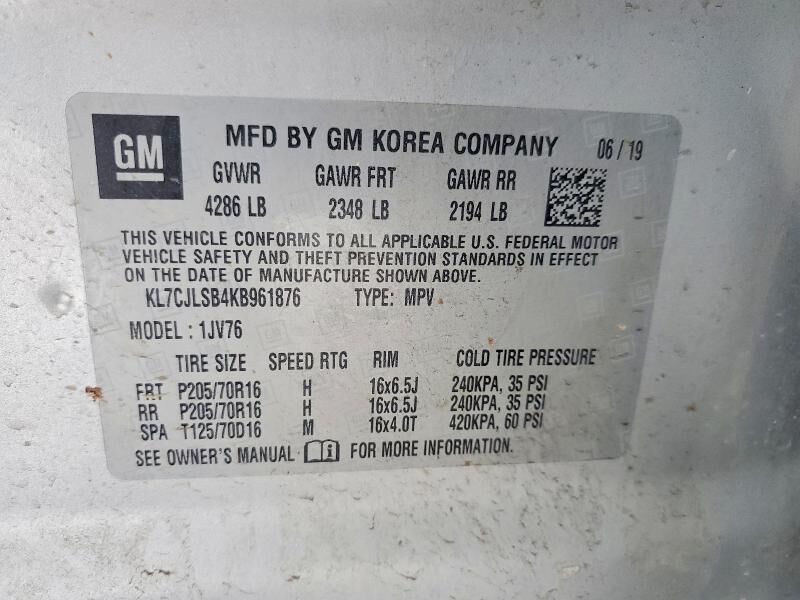 GM MFD BY GM KOREA COMPANY 06/19
GVWR GAWR FRT GAWR RR
4286 LB 2348 LB 2194 LB
THIS VEHICLE CONFORMS TO ALL APPLICABLE U.S. FEDERAL MOTOR
VEHICLE SAFETY AND THEFT PREVENTION STANDARDS IN EFFECT
ON THE DATE OF MANUFACTURE SHOWN ABOVE.
KL7CJLSB4KB961876 TYPE: MPV
MODEL : 1JV76
TIRE SIZE SPEED RTG RIM COLD TIRE PRESSURE
FRT P205/70R16 H 16x6.5J 240KPA, 35 PSI
RR P205/70R16 H 16x6.5J 240KPA, 35 PSI
SPA T125/70D16 M 16x4.0T 420KPA, 60 PSI
SEE OWNER'S MANUAL FOR MORE INFORMATION.